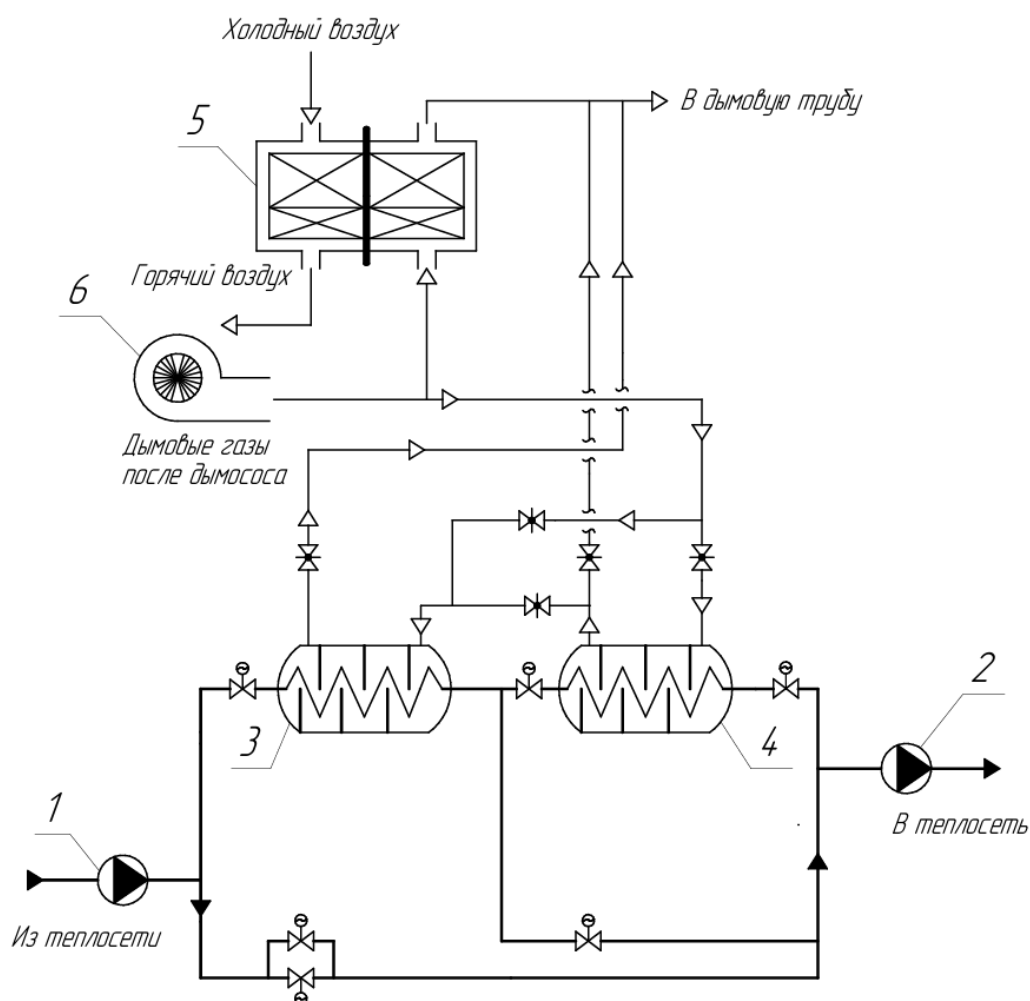 Холодный воздух
В дымовую трубу
5
Горячий воздух
6
Дымовые газы
после дымососа
3
4
2
1
В теплосеть
Из теплосети